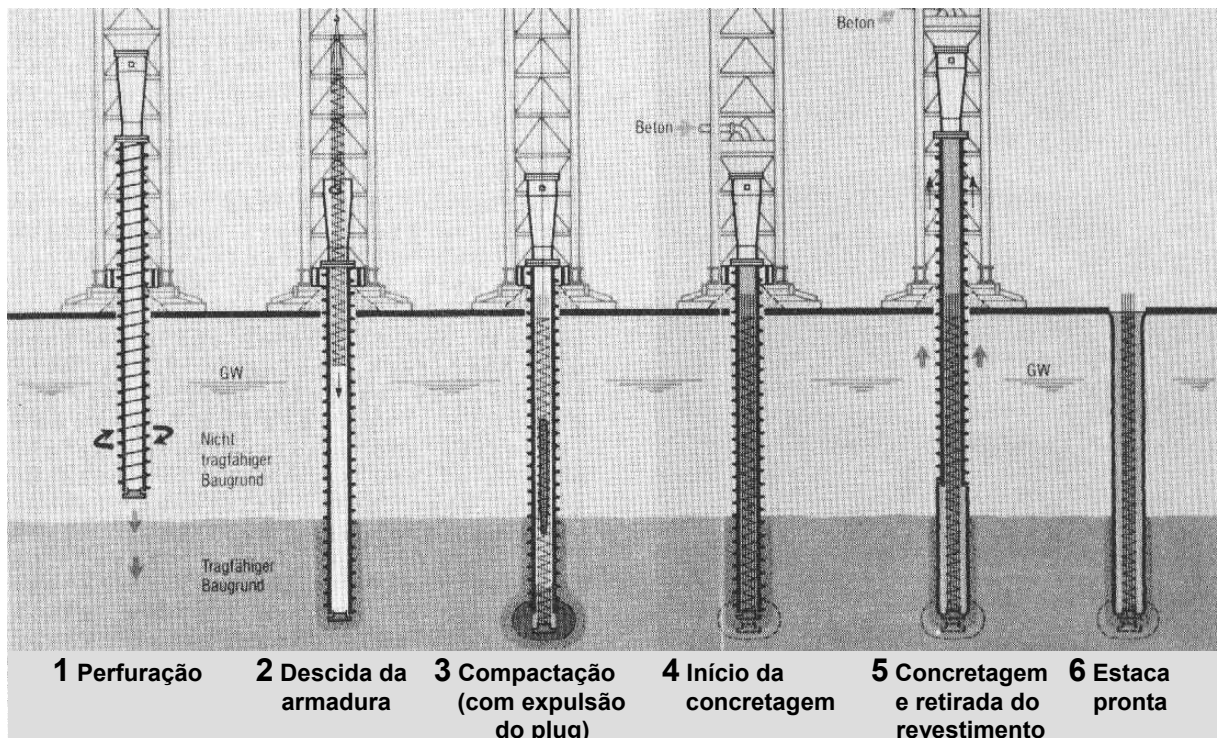 Beton
Beton
GW
GW
Nicht
tragfähiger
Baugrund
Tragfähiger
Baugrund
1 Perfuração
2 Descida da
armadura
3 Compactação
(com expulsão
do plug)
4 Início da
concretagem
5 Concretagem
e retirada do
revestimento
6 Estaca
pronta